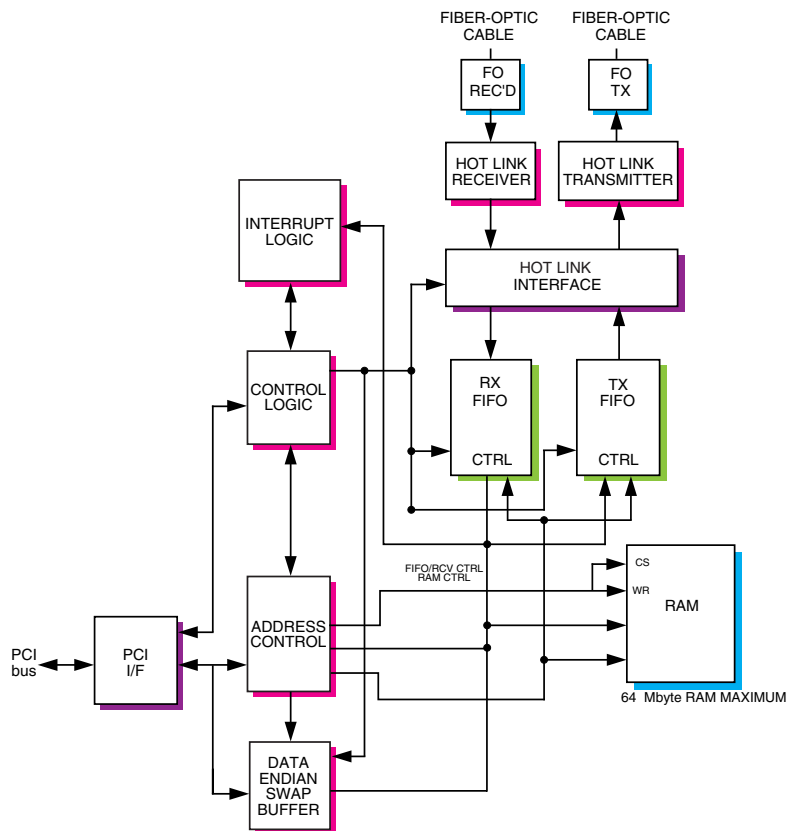 FIBER-OPTIC
CABLE
FIBER-OPTIC
CABLE
FO
REC'D
FO
TX
HOT LINK
RECEIVER
HOT LINK
TRANSMITTER
INTERRUPT
LOGIC
HOT LINK
INTERFACE
CONTROL
LOGIC
RX
FIFO
CTRL
TX
FIFO
CTRL
FIFO/RCV CTRL
RAM CTRL
CS
WR
RAM
64 Mbyte RAM MAXIMUM
ADDRESS
CONTROL
PCI
bus
PCI
I/F
DATA
ENDIAN
SWAP
BUFFER